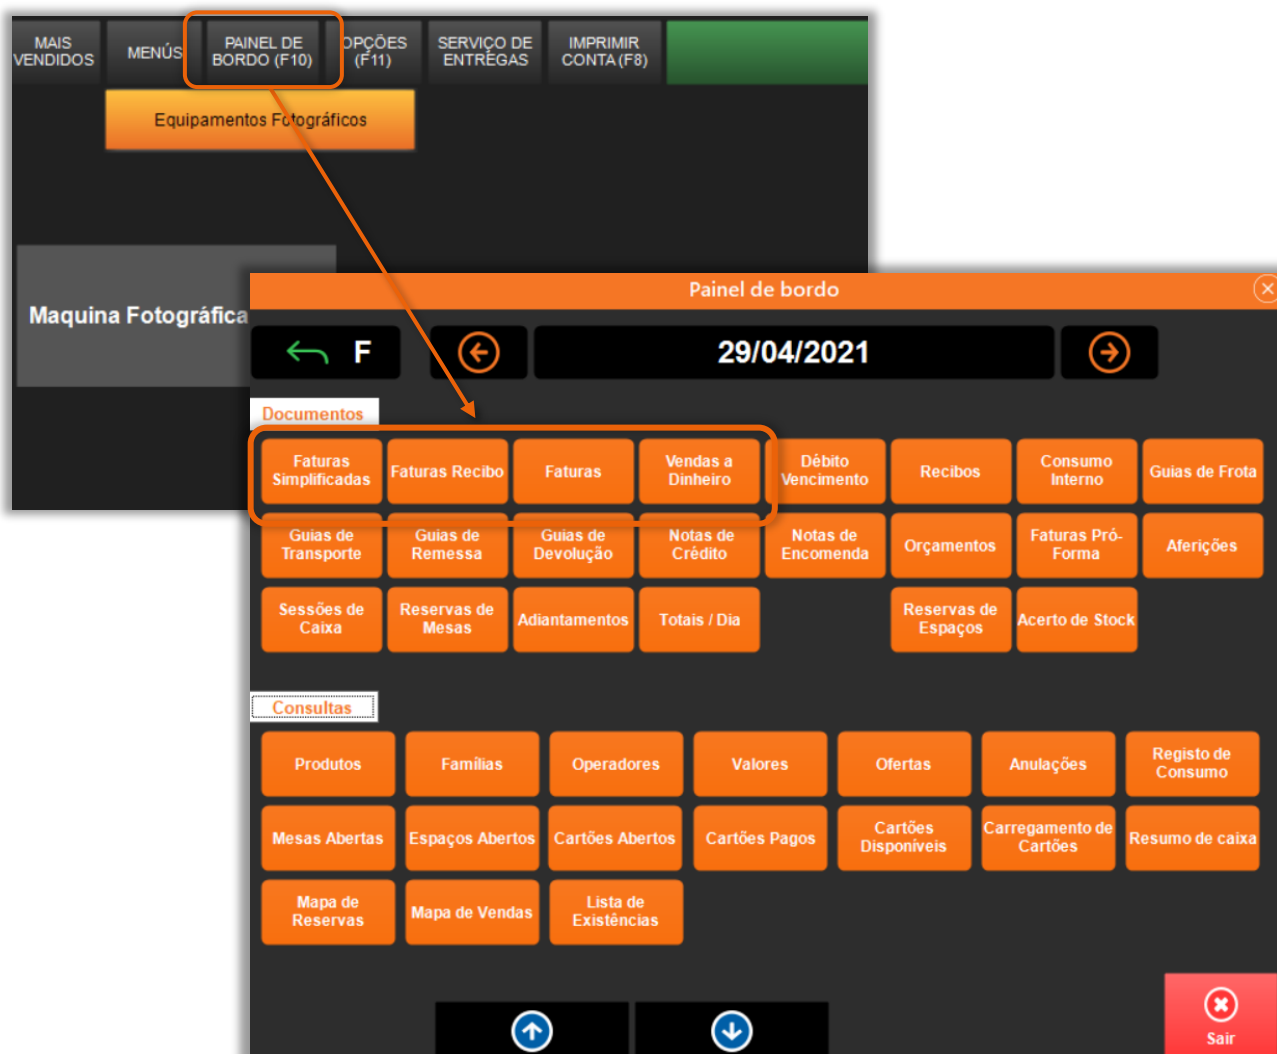 MAIS
VENDIDOS
MENÚS
PAINEL DE
BORDO (F10)
OPÇÕES
(F11)
SERVIÇO DE
ENTREGAS
IMPRIMIR
CONTA (F8)
Equipamentos Fotográficos
Maquina Fotográfica
Painel de bordo
F
29/04/2021
Documentos
Faturas
Simplificadas
Faturas Recibo
Faturas
Vendas a
Dinheiro
Débito
Vencimento
Recibos
Consumo
Interno
Guias de Frota
Guias de
Transporte
Guias de
Remessa
Guias de
Devolução
Notas de
Crédito
Notas de
Encomenda
Orçamentos
Faturas Pró-
Forma
Aferições
Sessões de
Caixa
Reservas de
Mesas
Adiantamentos
Totais / Dia
Reservas de
Espaços
Acerto de Stock
Consultas
Produtos
Famílias
Operadores
Valores
Ofertas
Anulações
Registo de
Consumo
Mesas Abertas
Espaços Abertos
Cartões Abertos
Cartões Pagos
Cartões
Disponíveis
Carregamento de
Cartões
Resumo de caixa
Mapa de
Reservas
Mapa de Vendas
Lista de
Existências
Sair